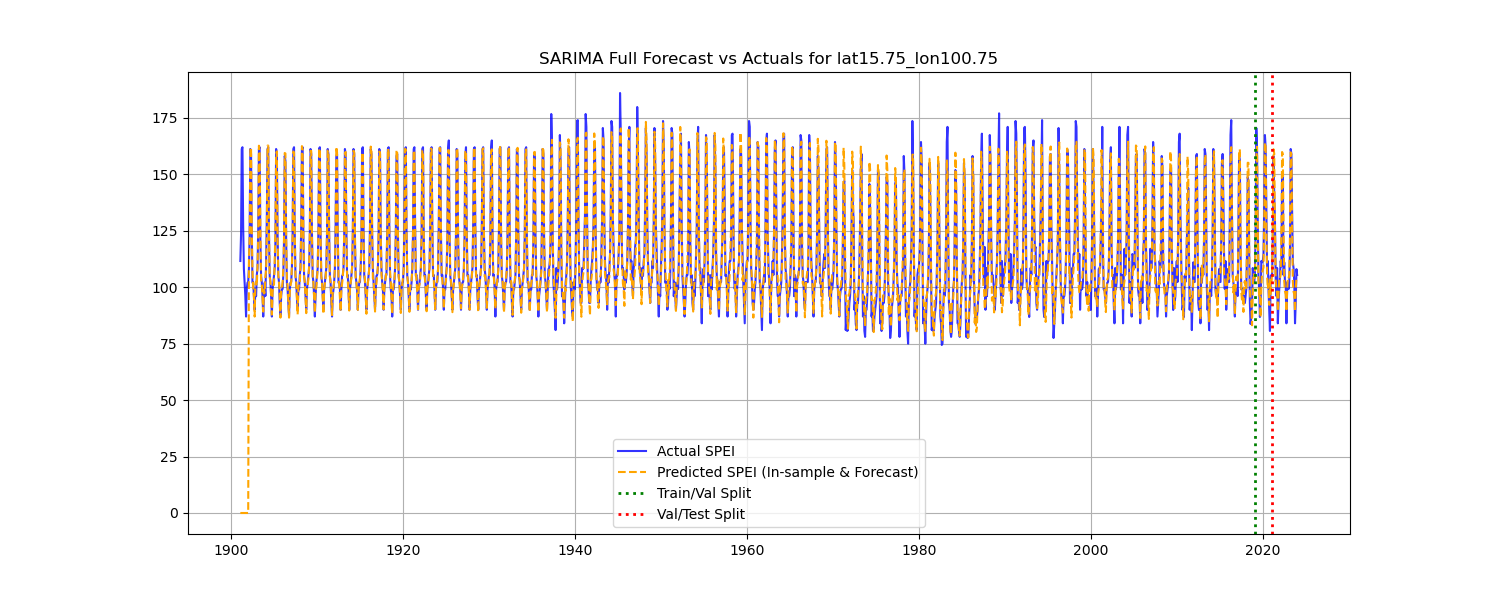 SARIMA Full Forecast vs Actuals for lat15.75_lon100.75
175
150
125
100
75
50
25
0
Actual SPEI
Predicted SPEI (In-sample & Forecast)
Train/Val Split
Val/Test Split
1900 1920 1940 1960 1980 2000 2020